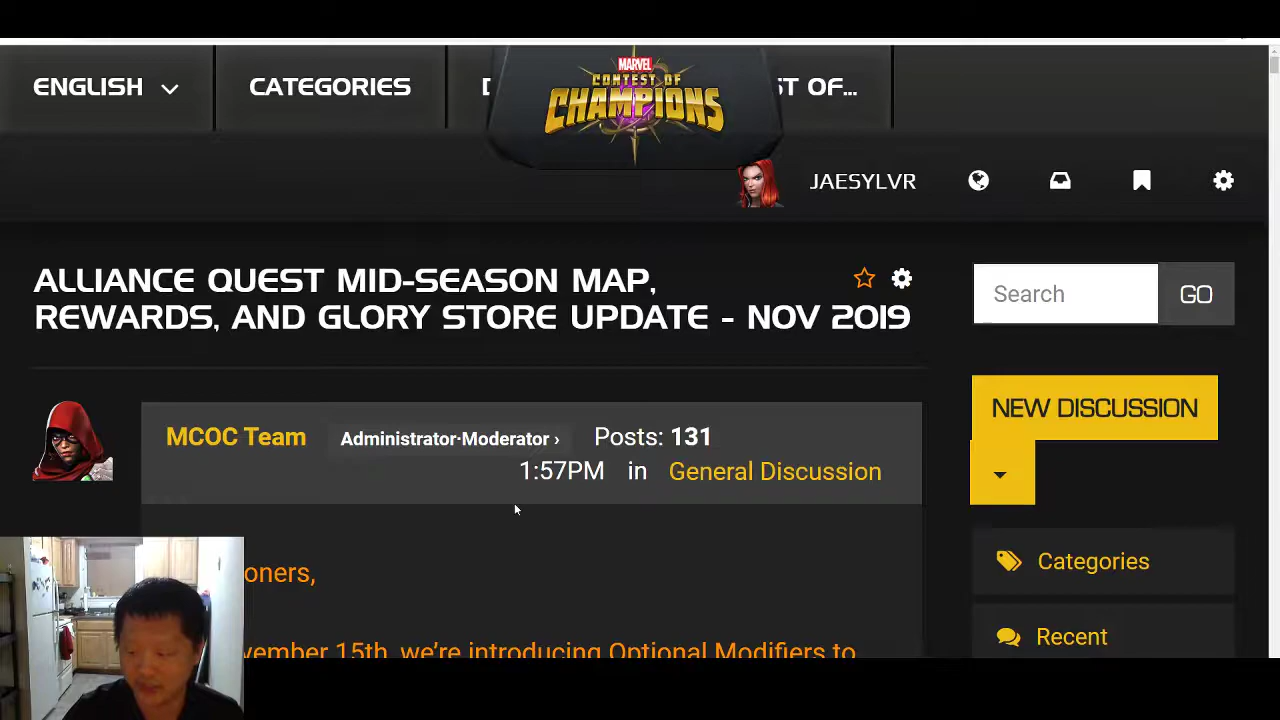 ENGLISH
CATEGORIES
ST OF...
MARVEL
CONTEST OF
CHAMPIONS
JAESYLVR
ALLIANCE QUEST MID-SEASON MAP,
REWARDS, AND GLORY STORE UPDATE - NOV 2019
Search
GO
MCOC Team Administrator·Moderator › Posts: 131
1:57PM in General Discussion
NEW DISCUSSION
oners,
vember 15th, we're introducing Optional Modifiers to
Categories
Recent